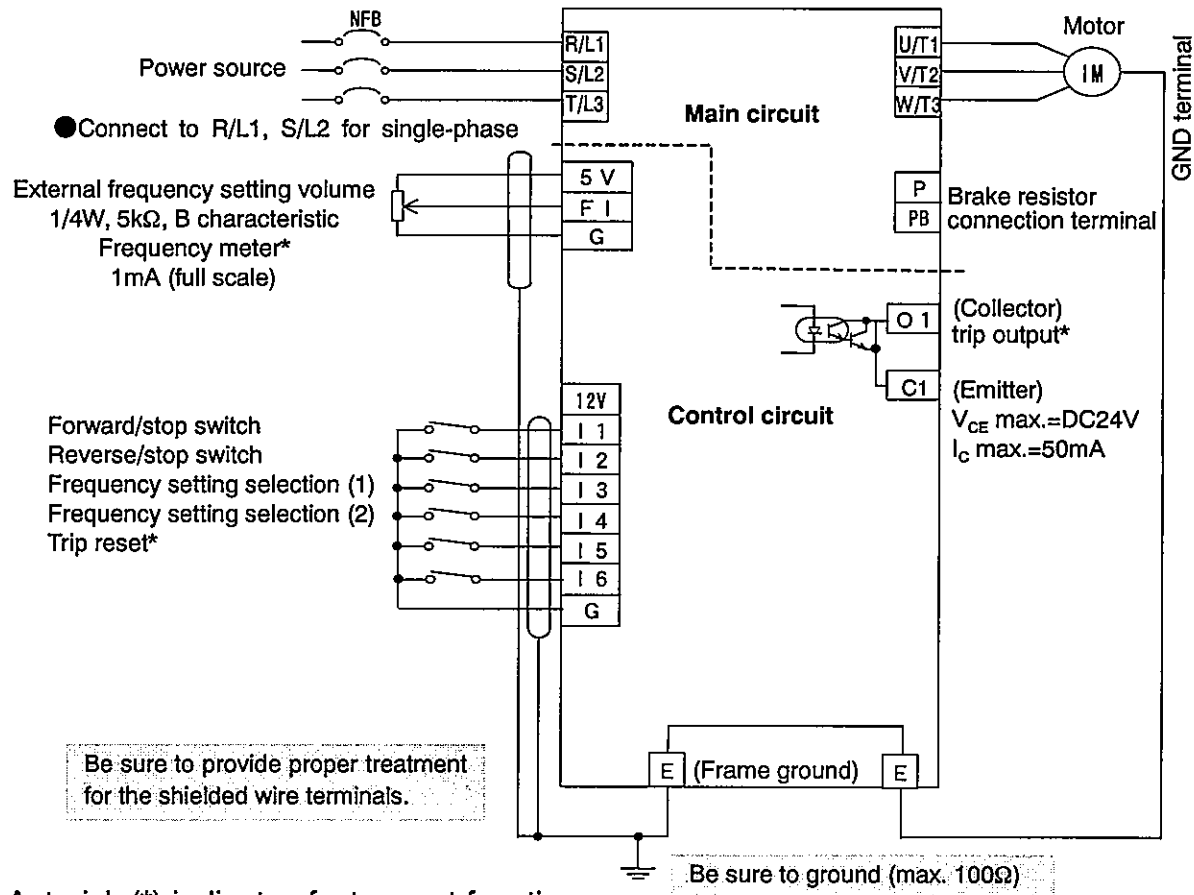 NFB
Power source
R/L1
S/L2
T/L3
●Connect to R/L1, S/L2 for single-phase
U/T1
V/T2
W/T3
Motor
IM
GND terminal
Main circuit
External frequency setting volume
1/4W, 5kΩ, B characteristic
Frequency meter*
1mA (full scale)
5 V
F I
G
P
PB
Brake resistor
connection terminal
O 1
(Collector)
trip output*
C1
(Emitter)
V_CE max.=DC24V
I_C max.=50mA
Control circuit
Forward/stop switch
Reverse/stop switch
Frequency setting selection (1)
Frequency setting selection (2)
Trip reset*
12V
I 1
I 2
I 3
I 4
I 5
I 6
G
Be sure to provide proper treatment
for the shielded wire terminals.
E
(Frame ground)
E
Be sure to ground (max. 100Ω)